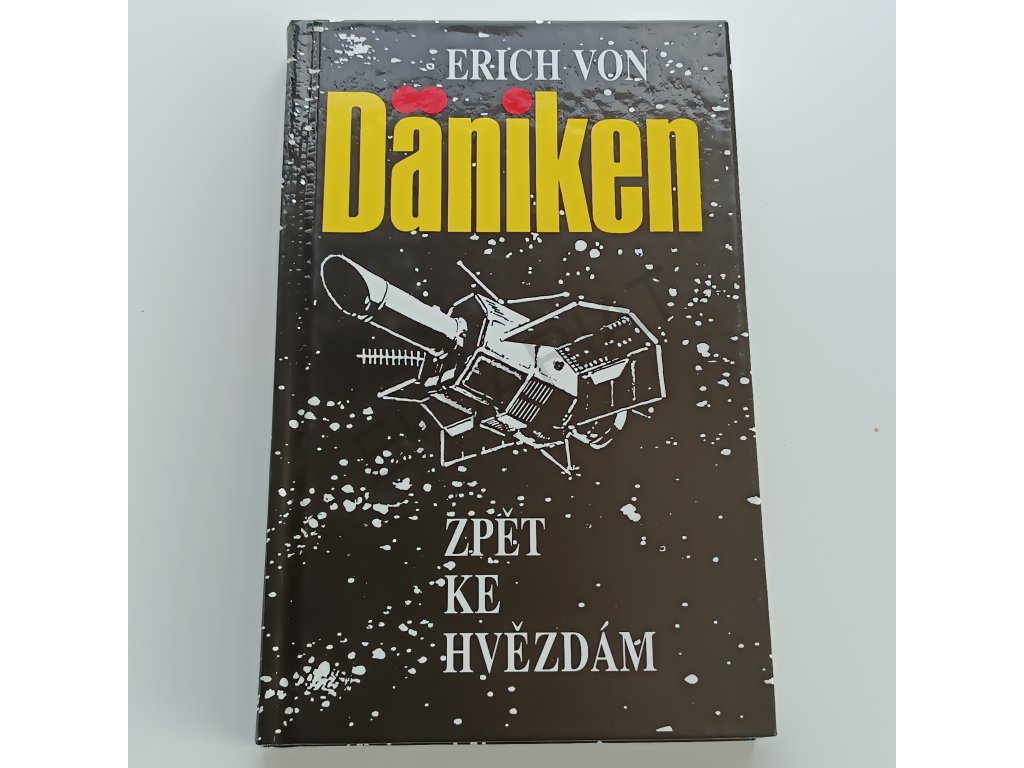 ERICH VON
Däniken
ZPĚT
KE
HVĚZDÁM